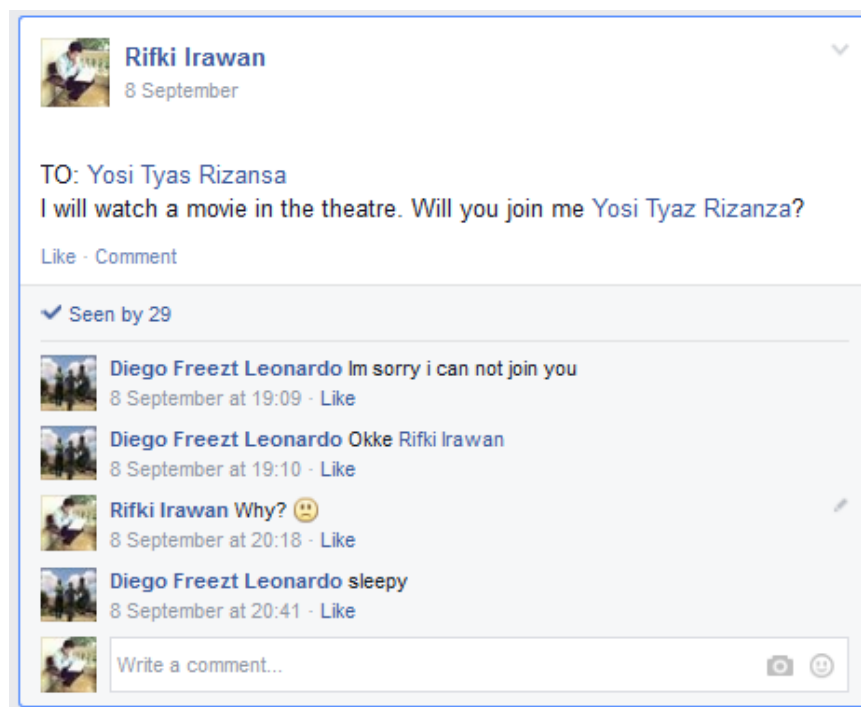 Rifki Irawan
8 September
TO: Yosi Tyas Rizansa
I will watch a movie in the theatre. Will you join me Yosi Tyaz Rizanza?
Like · Comment
Seen by 29
Diego Freezt Leonardo Im sorry i can not join you
8 September at 19:09 · Like
Diego Freezt Leonardo Okke Rifki Irawan
8 September at 19:10 · Like
Rifki Irawan Why?
8 September at 20:18 · Like
Diego Freezt Leonardo sleepy
8 September at 20:41 · Like
Write a comment...